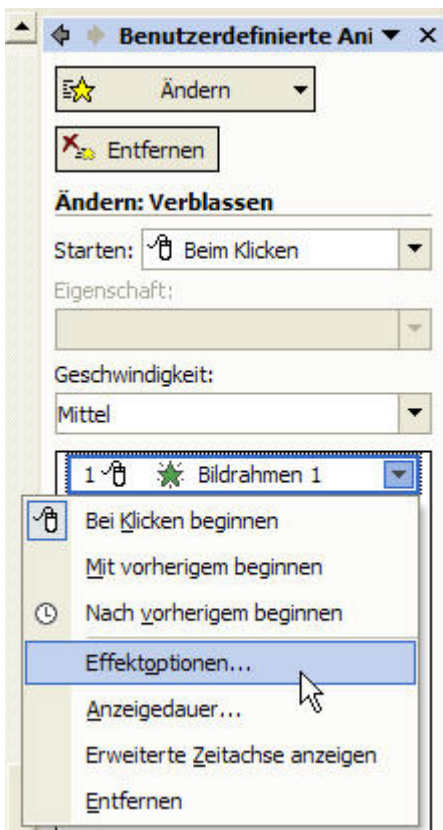 Benutzerdefinierte Ani
Ändern
Entfernen
Ändern: Verblassen
Starten: Beim Klicken
Eigenschaft:
Geschwindigkeit:
Mittel
1 Bildrahmen 1
Bei Klicken beginnen
Mit vorherigem beginnen
Nach vorherigem beginnen
Effektoptionen...
Anzeigedauer...
Erweiterte Zeitachse anzeigen
Entfernen